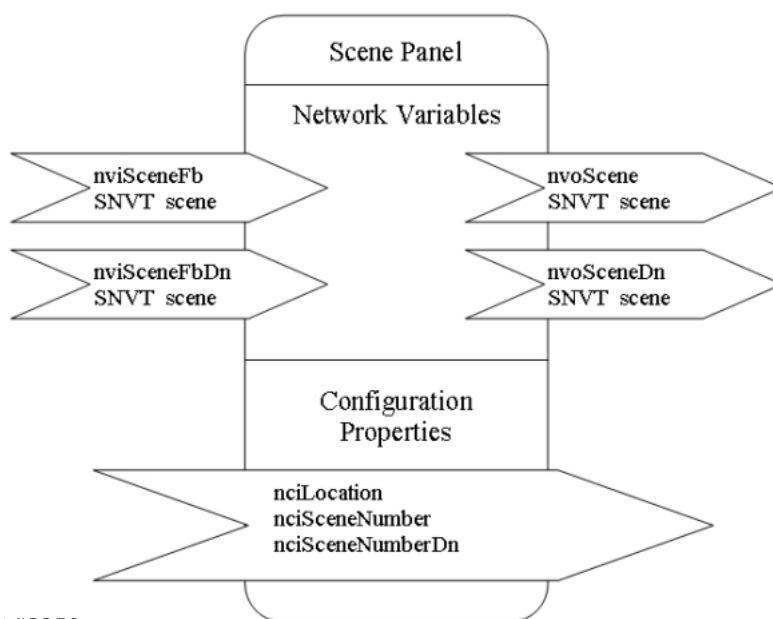 Scene Panel
Network Variables
nviSceneFb
SNVT scene
nvoScene
SNVT scene
nviSceneFbDn
SNVT scene
nvoSceneDn
SNVT scene
Configuration
Properties
nciLocation
nciSceneNumber
nciSceneNumberDn